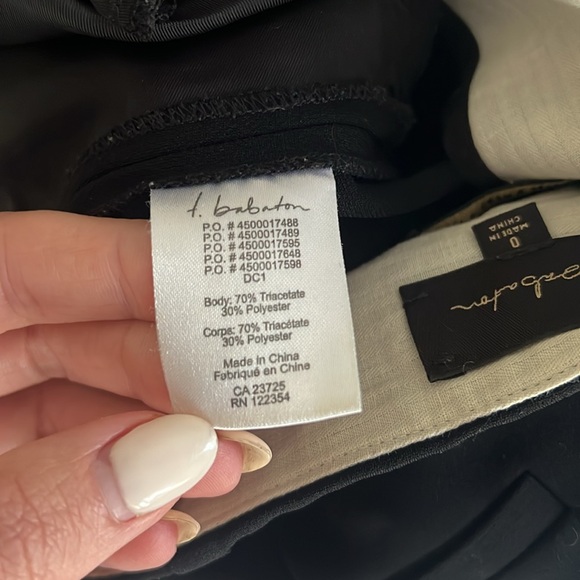 t. babaton
P.O. # 4500017488
P.O. # 4500017489
P.O. # 4500017595
P.O. # 4500017648
P.O. # 4500017598
DC1
Body: 70% Triacetate
30% Polyester
Corps: 70% Triacétate
30% Polyester
Made in China
Fabriqué en Chine
CA 23725
RN 122354
0
MADE IN
CHINA
babaton